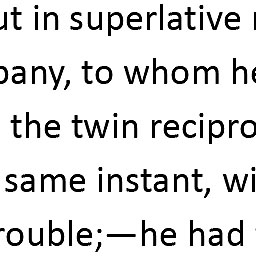 ut in superlative
pany, to whom he
the twin recipro
same instant, wi
rouble;—he had